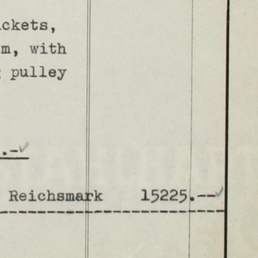 ckets,
m, with
pulley
.-
Reichsmark 15225.--